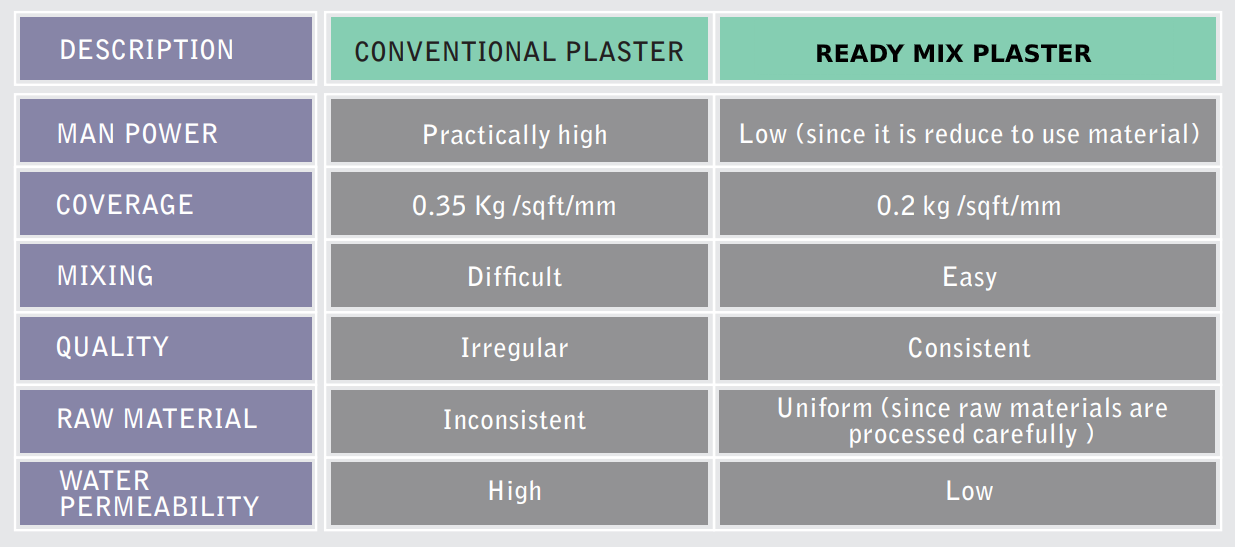 DESCRIPTION
CONVENTIONAL PLASTER
READY MIX PLASTER
MAN POWER
Practically high
Low (since it is reduce to use material)
COVERAGE
0.35 Kg /sqft/mm
0.2 kg /sqft/mm
MIXING
Difficult
Easy
QUALITY
Irregular
Consistent
RAW MATERIAL
Inconsistent
Uniform (since raw materials are
processed carefully )
WATER
PERMEABILITY
High
Low